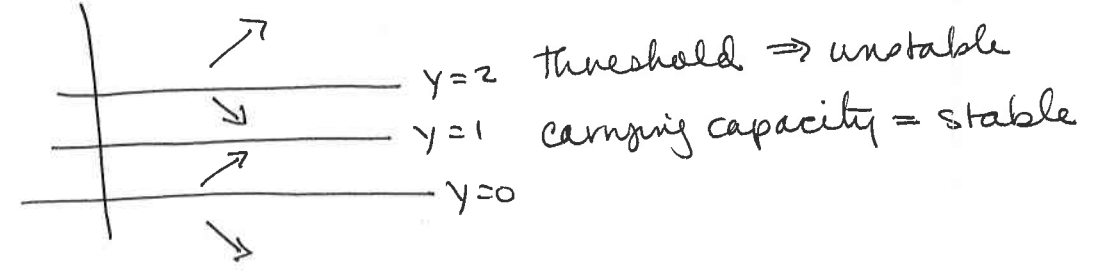 y=2 threshold ⇒ unstable
y=1 carrying capacity = stable
y=0